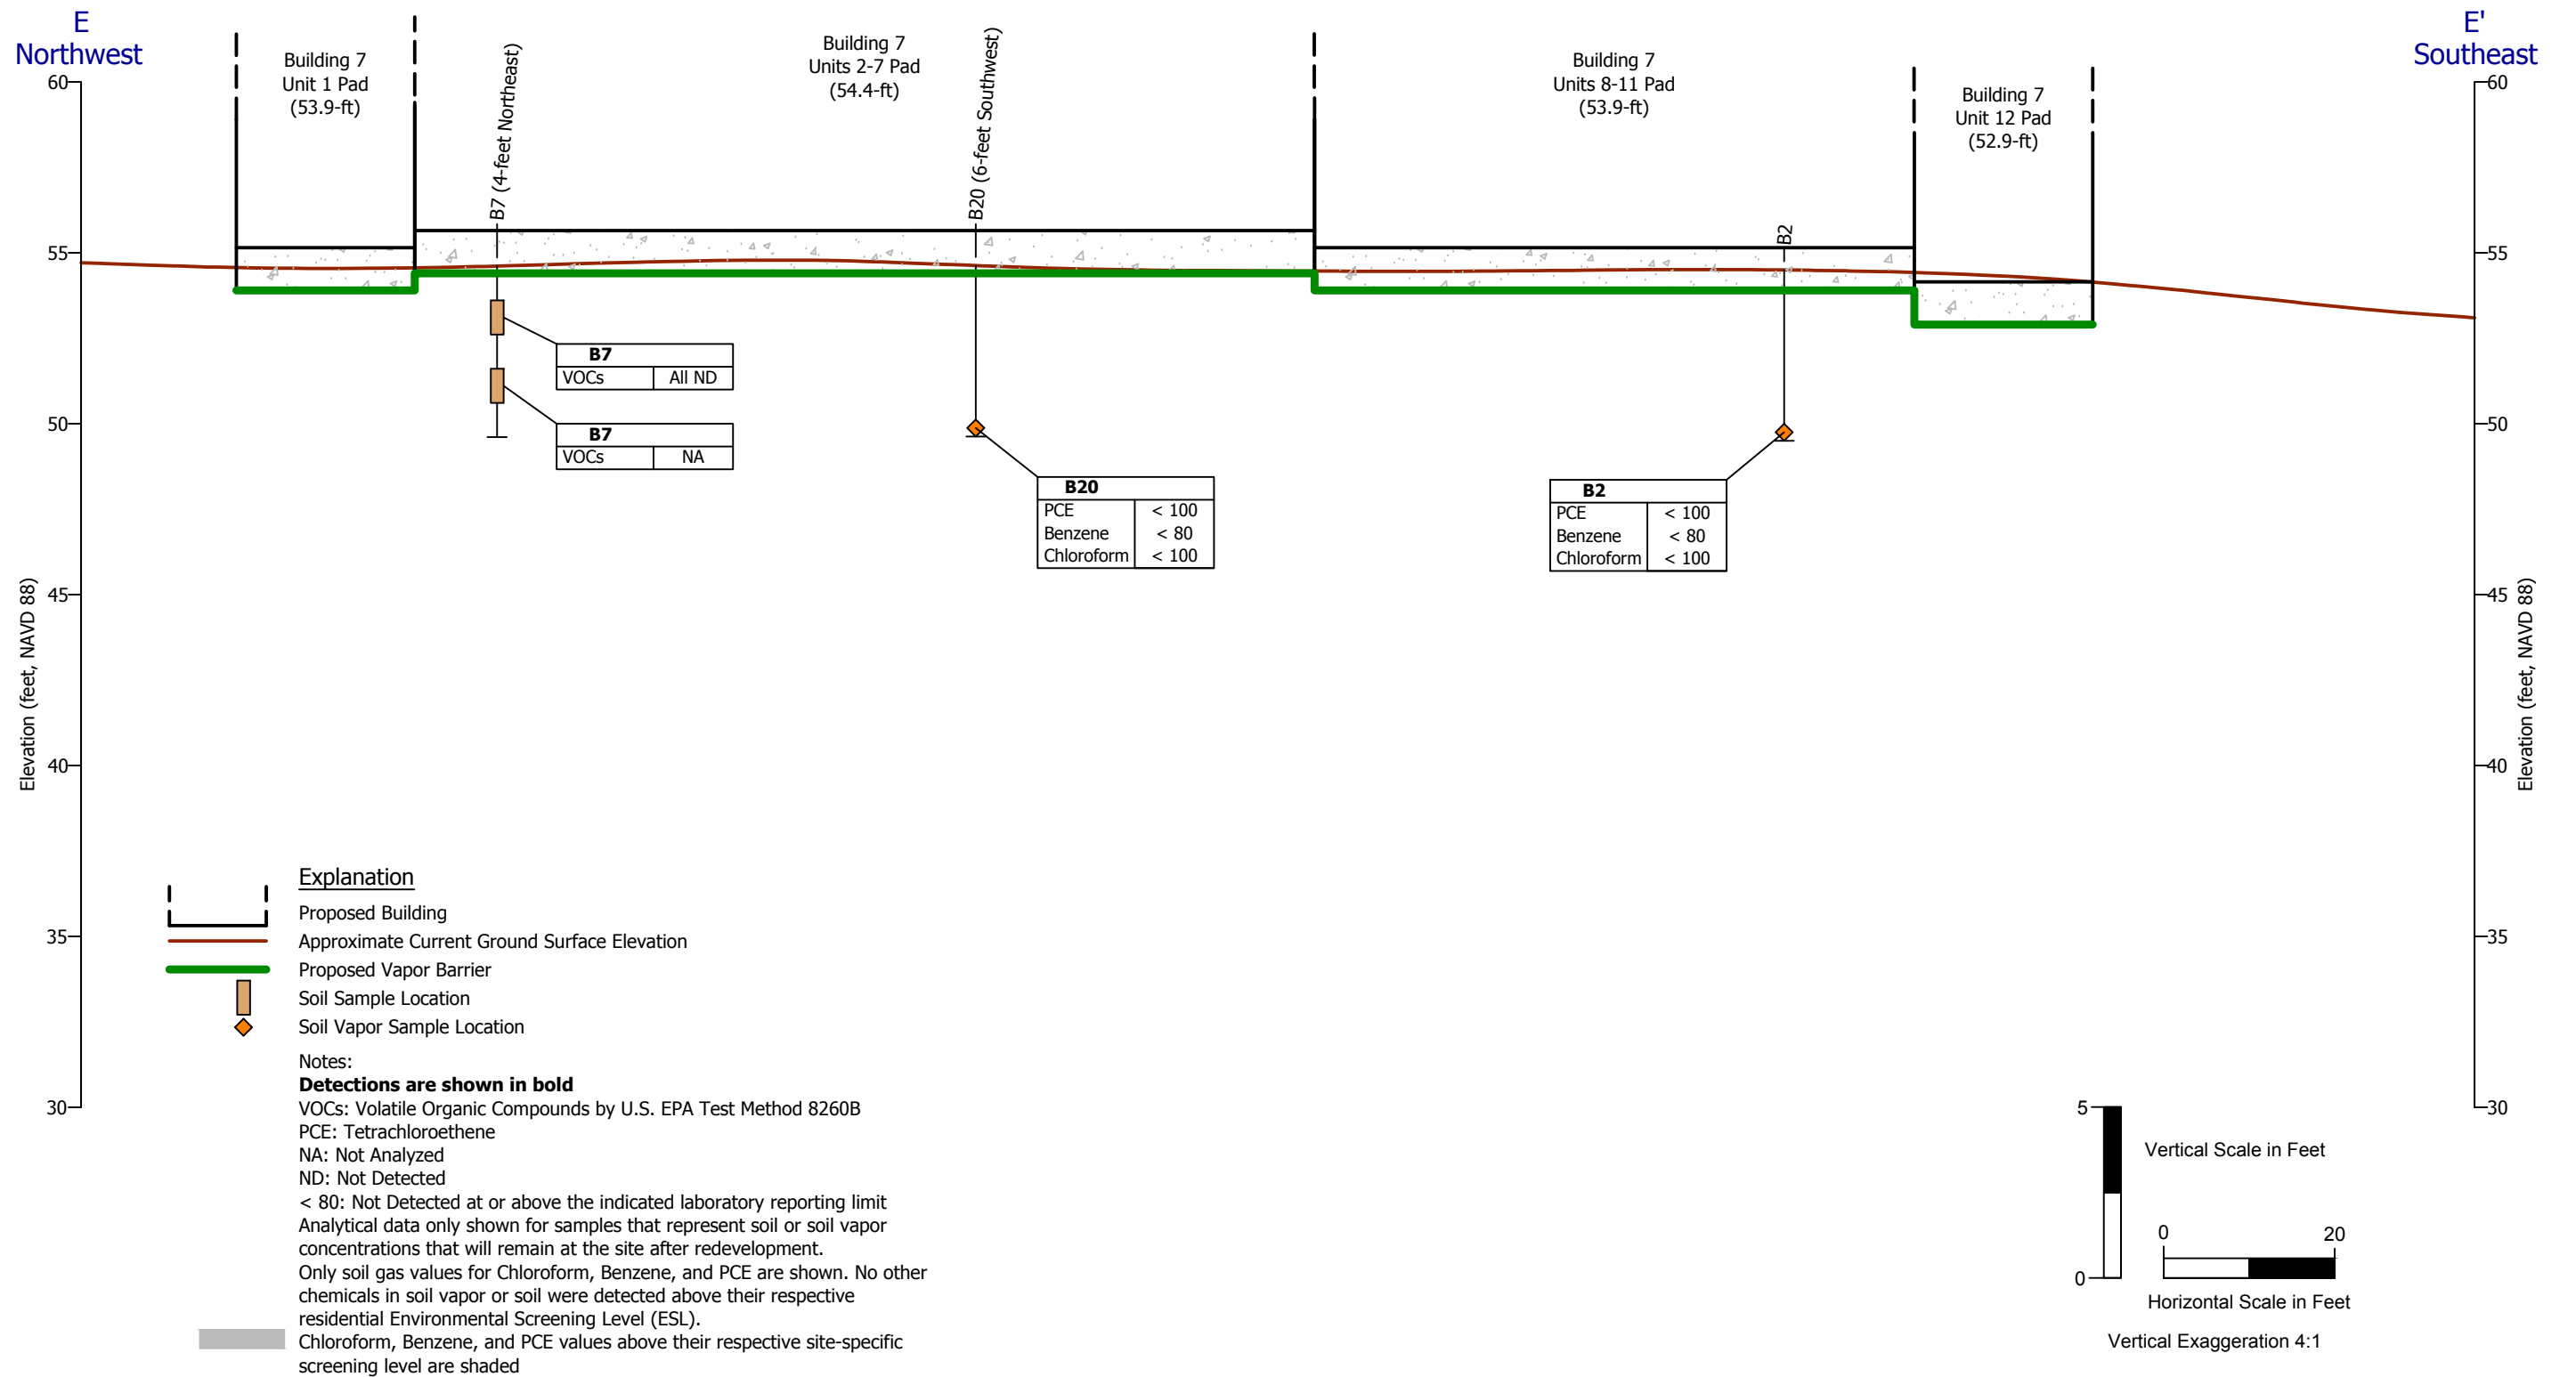 E
Northwest
E'
Southeast
Building 7
Unit 1 Pad
(53.9-ft)
B7 (4-feet Northeast)
Building 7
Units 2-7 Pad
(54.4-ft)
B20 (6-feet Southwest)
Building 7
Units 8-11 Pad
(53.9-ft)
B2
Building 7
Unit 12 Pad
(52.9-ft)
60
55
50
45
40
35
30
Elevation (feet, NAVD 88)
60
55
50
45
40
35
30
Elevation (feet, NAVD 88)
B7
VOCs All ND
B7
VOCs NA
B20
PCE < 100
Benzene < 80
Chloroform < 100
B2
PCE < 100
Benzene < 80
Chloroform < 100
Explanation
Proposed Building
Approximate Current Ground Surface Elevation
Proposed Vapor Barrier
Soil Sample Location
Soil Vapor Sample Location
Notes:
Detections are shown in bold
VOCs: Volatile Organic Compounds by U.S. EPA Test Method 8260B
PCE: Tetrachloroethene
NA: Not Analyzed
ND: Not Detected
< 80: Not Detected at or above the indicated laboratory reporting limit
Analytical data only shown for samples that represent soil or soil vapor
concentrations that will remain at the site after redevelopment.
Only soil gas values for Chloroform, Benzene, and PCE are shown. No other
chemicals in soil vapor or soil were detected above their respective
residential Environmental Screening Level (ESL).
Chloroform, Benzene, and PCE values above their respective site-specific
screening level are shaded
5
0
Vertical Scale in Feet
0 20
Horizontal Scale in Feet
Vertical Exaggeration 4:1